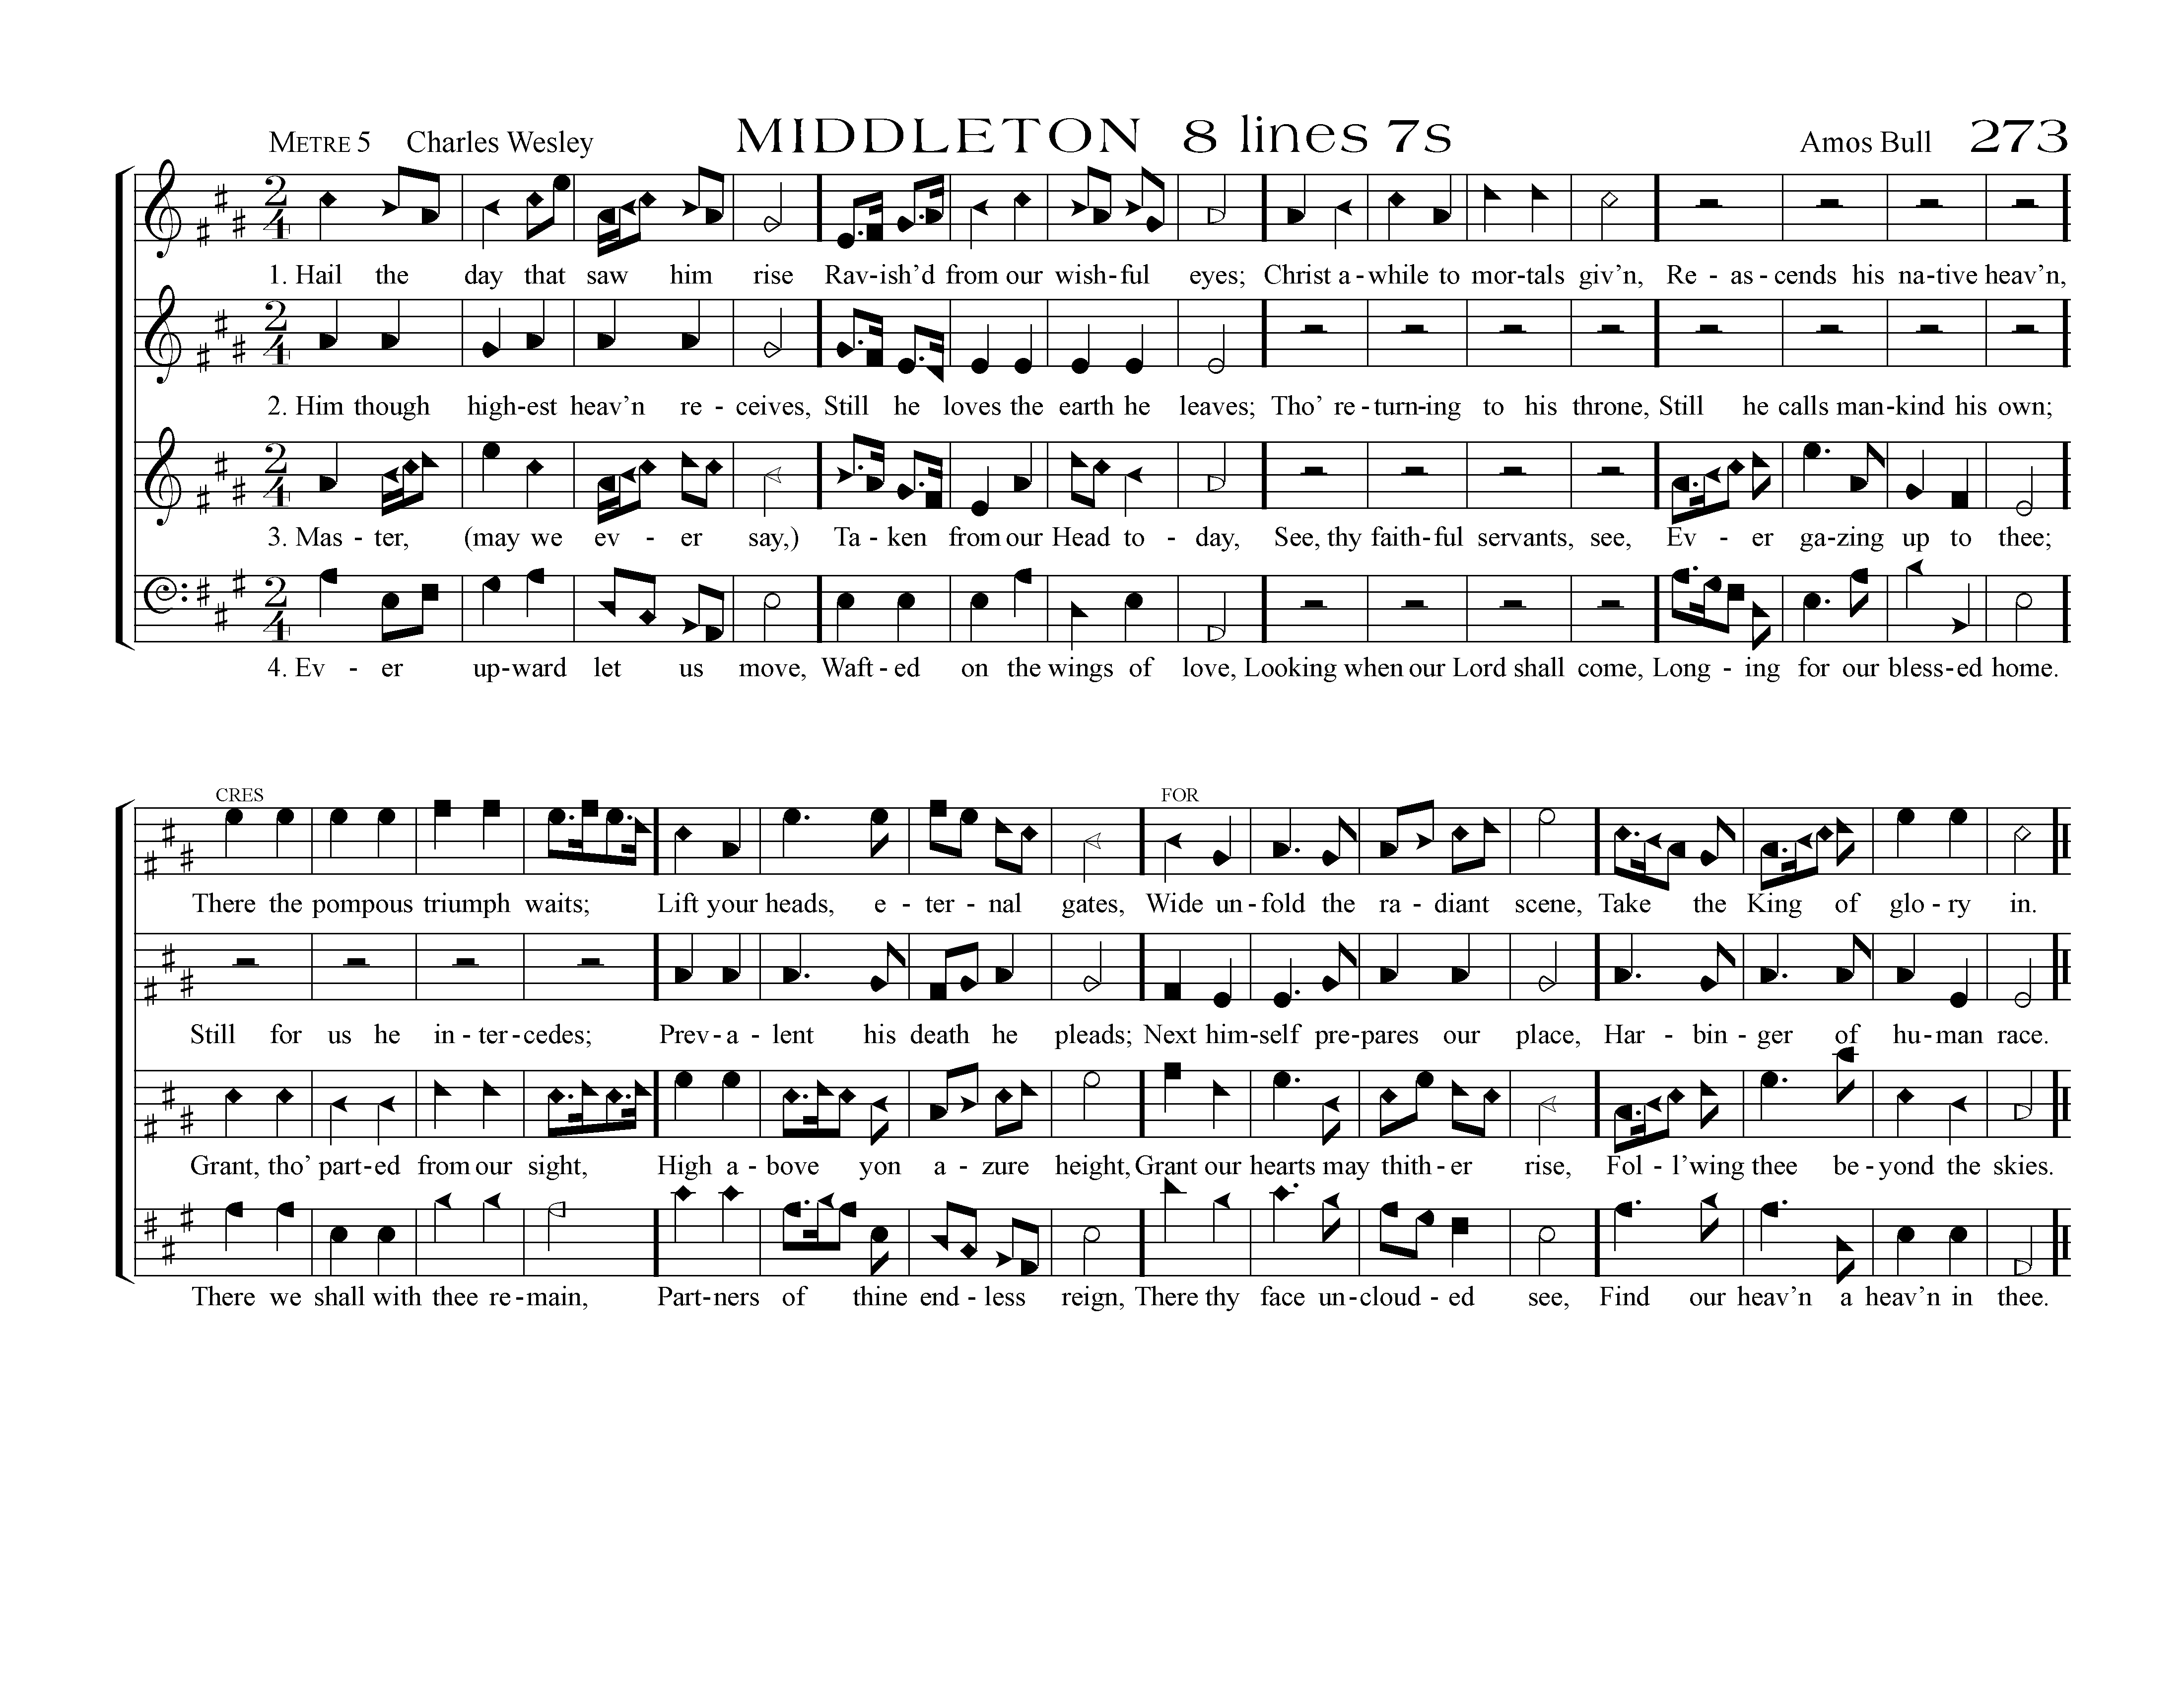 METRE 5 Charles Wesley MIDDLETON 8 lines 7s Amos Bull 273
2/4
1. Hail the day that saw him rise Rav-ish’d from our wish-ful eyes; Christ a-while to mor-tals giv’n, Re-as-cends his na-tive heav’n,
2/4
2. Him though high-est heav’n re-ceives, Still he loves the earth he leaves; Tho’ re-turn-ing to his throne, Still he calls man-kind his own;
2/4
3. Mas-ter, (may we ev-er say,) Ta-ken from our Head to-day, See, thy faith-ful servants, see, Ev-er ga-zing up to thee;
2/4
4. Ev-er up-ward let us move, Waft-ed on the wings of love, Looking when our Lord shall come, Long-ing for our bless-ed home.
CRES FOR
There the pompous triumph waits; Lift your heads, e-ter-nal gates, Wide un-fold the ra-diant scene, Take the King of glo-ry in.
Still for us he in-ter-cedes; Prev-a-lent his death he pleads; Next him-self pre-pares our place, Har-bin-ger of hu-man race.
Grant, tho’ part-ed from our sight, High a-bove yon a-zure height, Grant our hearts may thith-er rise, Fol-l’wing thee be-yond the skies.
There we shall with thee re-main, Part-ners of thine end-less reign, There thy face un-cloud-ed see, Find our heav’n a heav’n in thee.